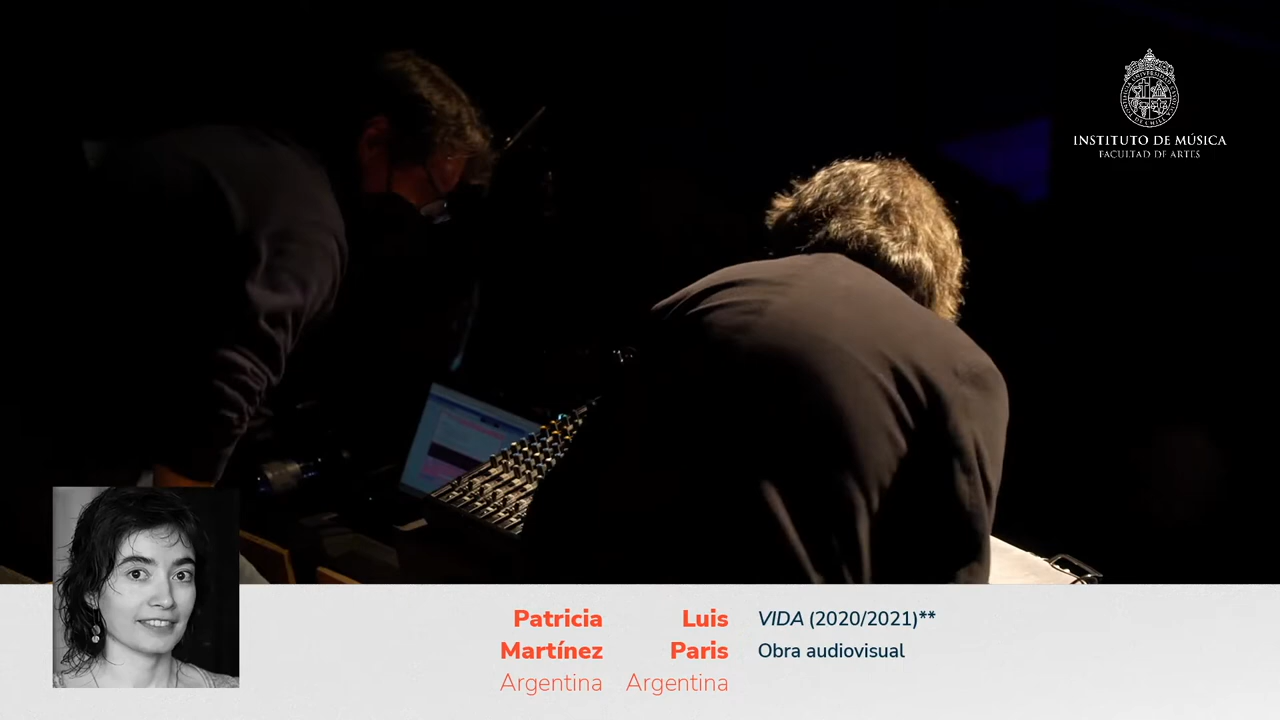 INSTITUTO DE MÚSICA
FACULTAD DE ARTES
Patricia
Martínez
Argentina
Luis
Paris
Argentina
VIDA (2020/2021)**
Obra audiovisual